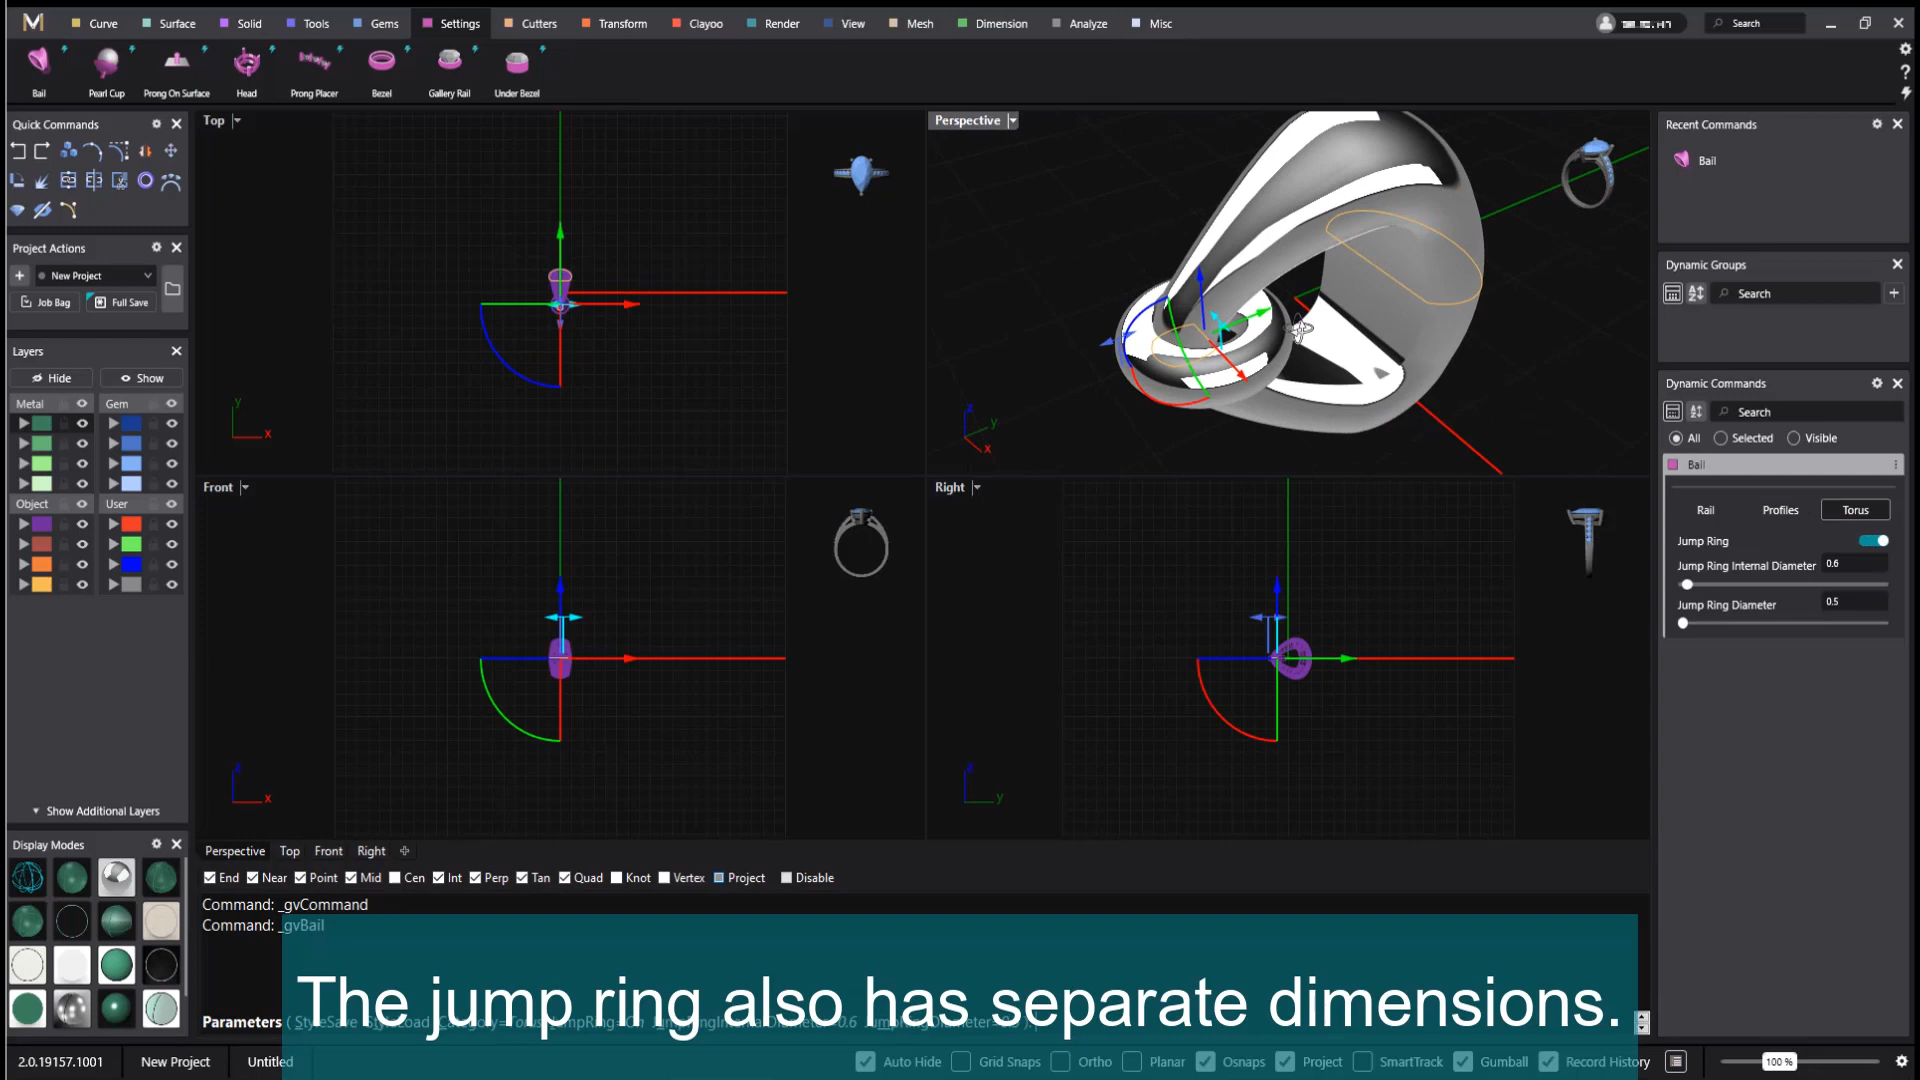 Curve Surface Solid Tools Gems Settings Cutters Transform Clayoo Render View Mesh Dimension Analyze Misc Search
Bail Pearl Cup Prong On Surface Head Prong Placer Bezel Gallery Rail Under Bezel
Quick Commands
Project Actions
New Project
Job Bag Full Save
Layers
Hide Show
Metal Gem
Object User
Show Additional Layers
Display Modes
Top
y
x
Perspective
z
y
x
Front
z
x
Right
z
y
Recent Commands
Bail
Dynamic Groups
Search
Dynamic Commands
Search
All Selected Visible
Bail
Rail Profiles Torus
Jump Ring
Jump Ring Internal Diameter 0.6
Jump Ring Diameter 0.5
Perspective Top Front Right
End Near Point Mid Cen Int Perp Tan Quad Knot Vertex Project Disable
Command: _gvCommand
Command: _gvBail
The jump ring also has separate dimensions.
Parameters
2.0.19157.1001 New Project Untitled Auto Hide Grid Snaps Ortho Planar Osnaps Project SmartTrack Gumball Record History 100 %